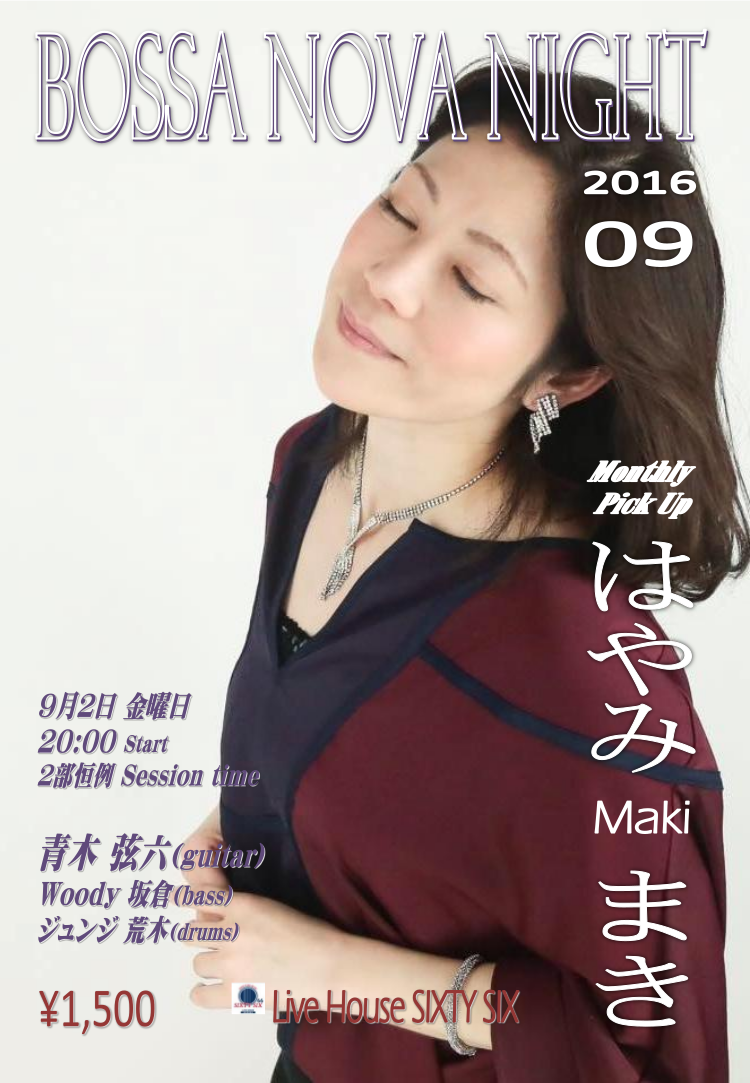 BOSSA NOVA NIGHT
2016
09
Monthly
Pick Up
はやみ
Maki
まき
9月2日 金曜日
20:00 Start
2部恒例 Session time
青木 弦六(guitar)
Woody 坂倉(bass)
ジュンジ 荒木(drums)
¥1,500
SIXTY SIX
Live House SIXTY SIX